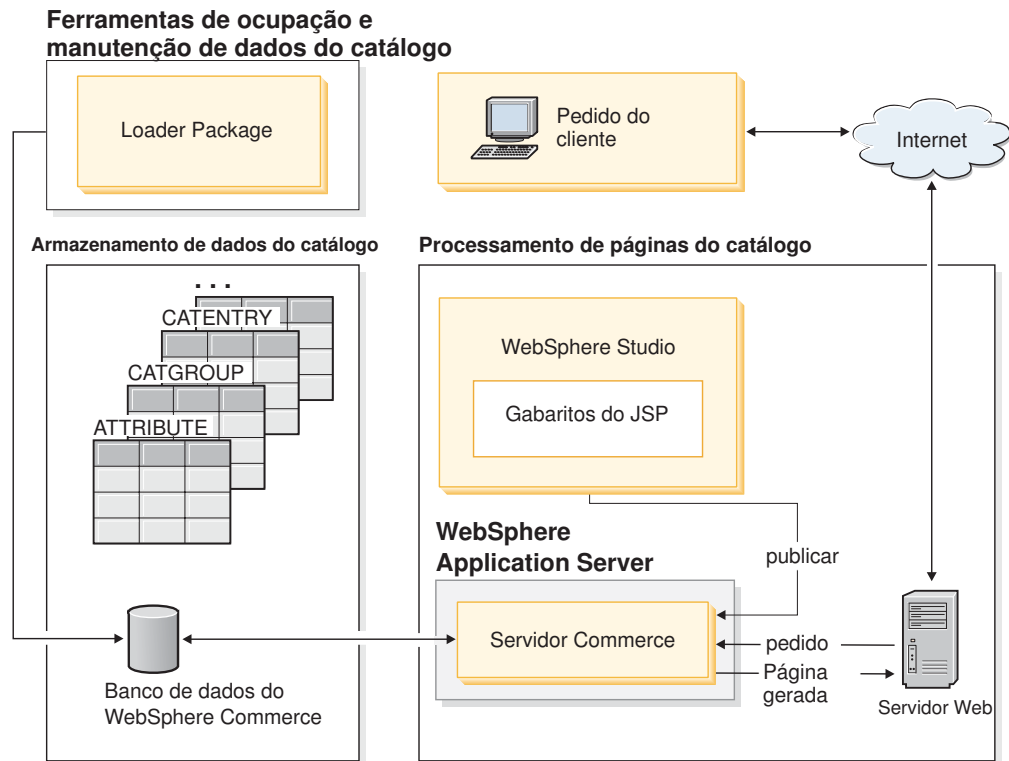 Ferramentas de ocupação e
manutenção de dados do catálogo
Loader Package
Pedido do
cliente
Internet
Armazenamento de dados do catálogo
Processamento de páginas do catálogo
. . .
CATENTRY
CATGROUP
ATTRIBUTE
WebSphere Studio
Gabaritos do JSP
WebSphere
Application Server
publicar
Servidor Commerce
pedido
Página
gerada
Banco de dados do
WebSphere Commerce
Servidor Web